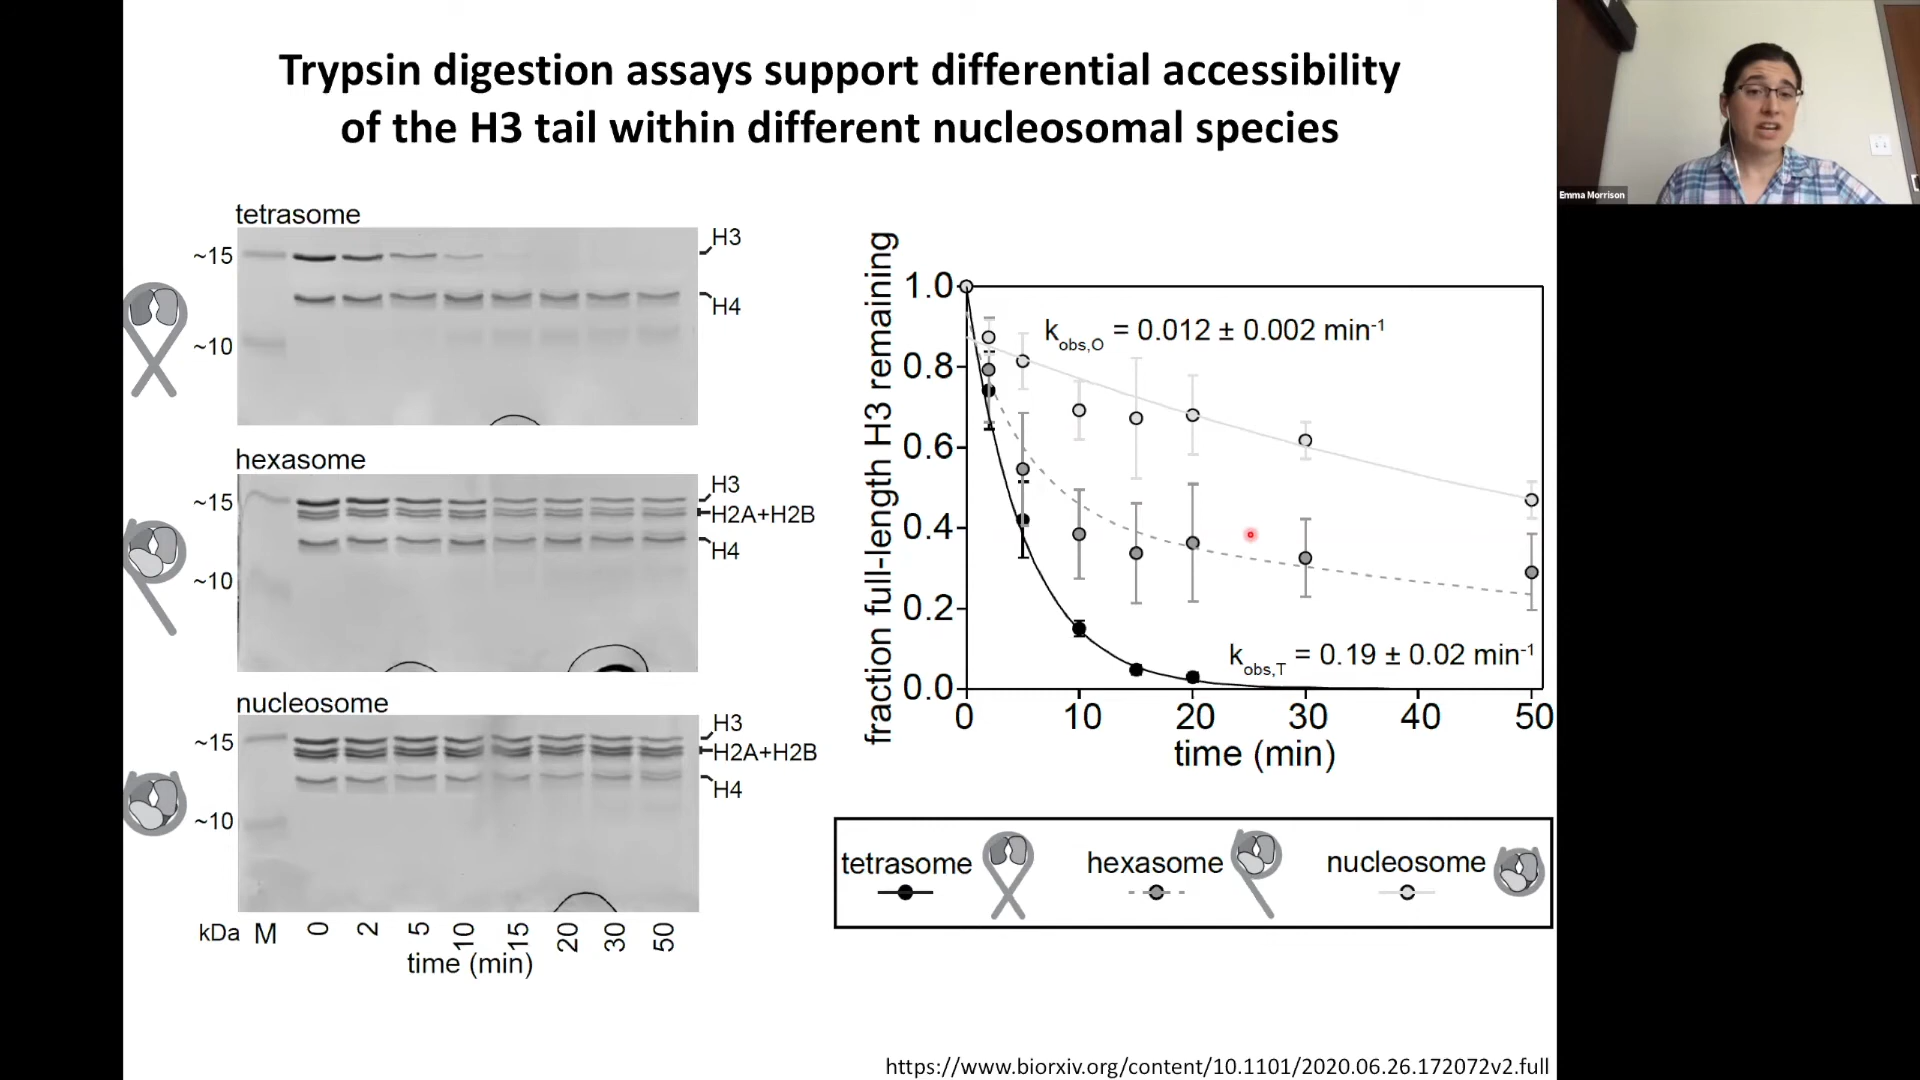 Trypsin digestion assays support differential accessibility
of the H3 tail within different nucleosomal species
Emma Morrison
tetrasome
~15
~10
H3
H4
hexasome
~15
~10
H3
H2A+H2B
H4
nucleosome
~15
~10
H3
H2A+H2B
H4
kDa M 0 2 5 10 15 20 30 50
time (min)
fraction full-length H3 remaining
1.0
0.8
0.6
0.4
0.2
0.0
kobs,O = 0.012 ± 0.002 min-1
kobs,T = 0.19 ± 0.02 min-1
0 10 20 30 40 50
time (min)
tetrasome hexasome nucleosome
https://www.biorxiv.org/content/10.1101/2020.06.26.172072v2.full